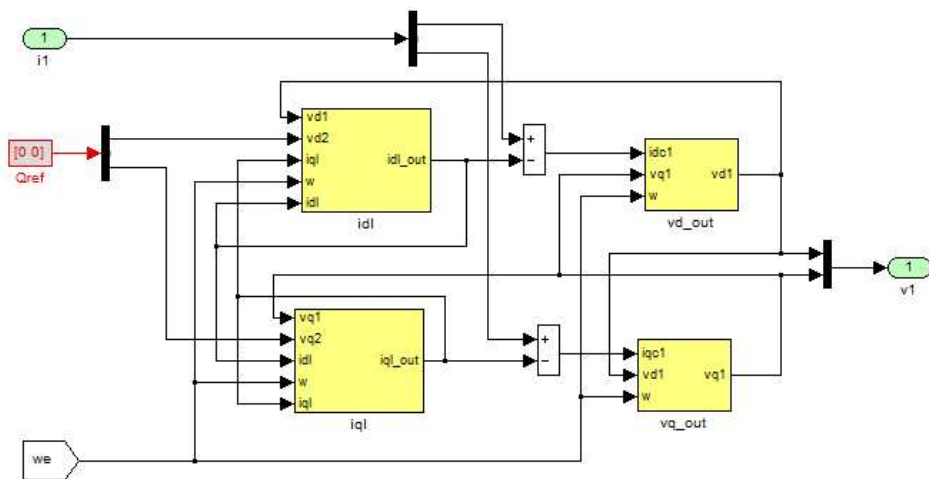 1
i1
[0 0]
Qref
vd1
vd2
iql
w
idl
idl_out
idl
+
−
idc1
vq1
w
vd1
vd_out
1
v1
vq1
vq2
idl
w
iql
iql_out
iql
+
−
iqc1
vd1
w
vq1
vq_out
we